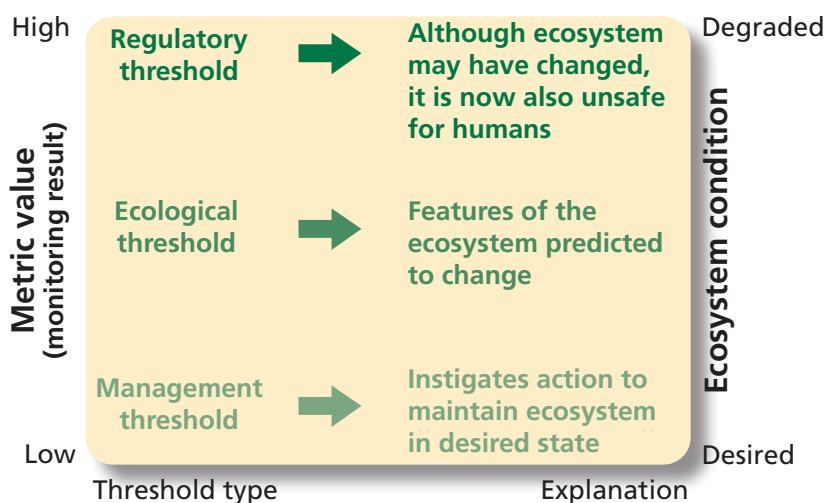 High
Degraded
Regulatory
threshold
Although ecosystem
may have changed,
it is now also unsafe
for humans
Metric value
(monitoring result)
Ecosystem condition
Ecological
threshold
Features of the
ecosystem predicted
to change
Management
threshold
Instigates action to
maintain ecosystem
in desired state
Low
Desired
Threshold type
Explanation